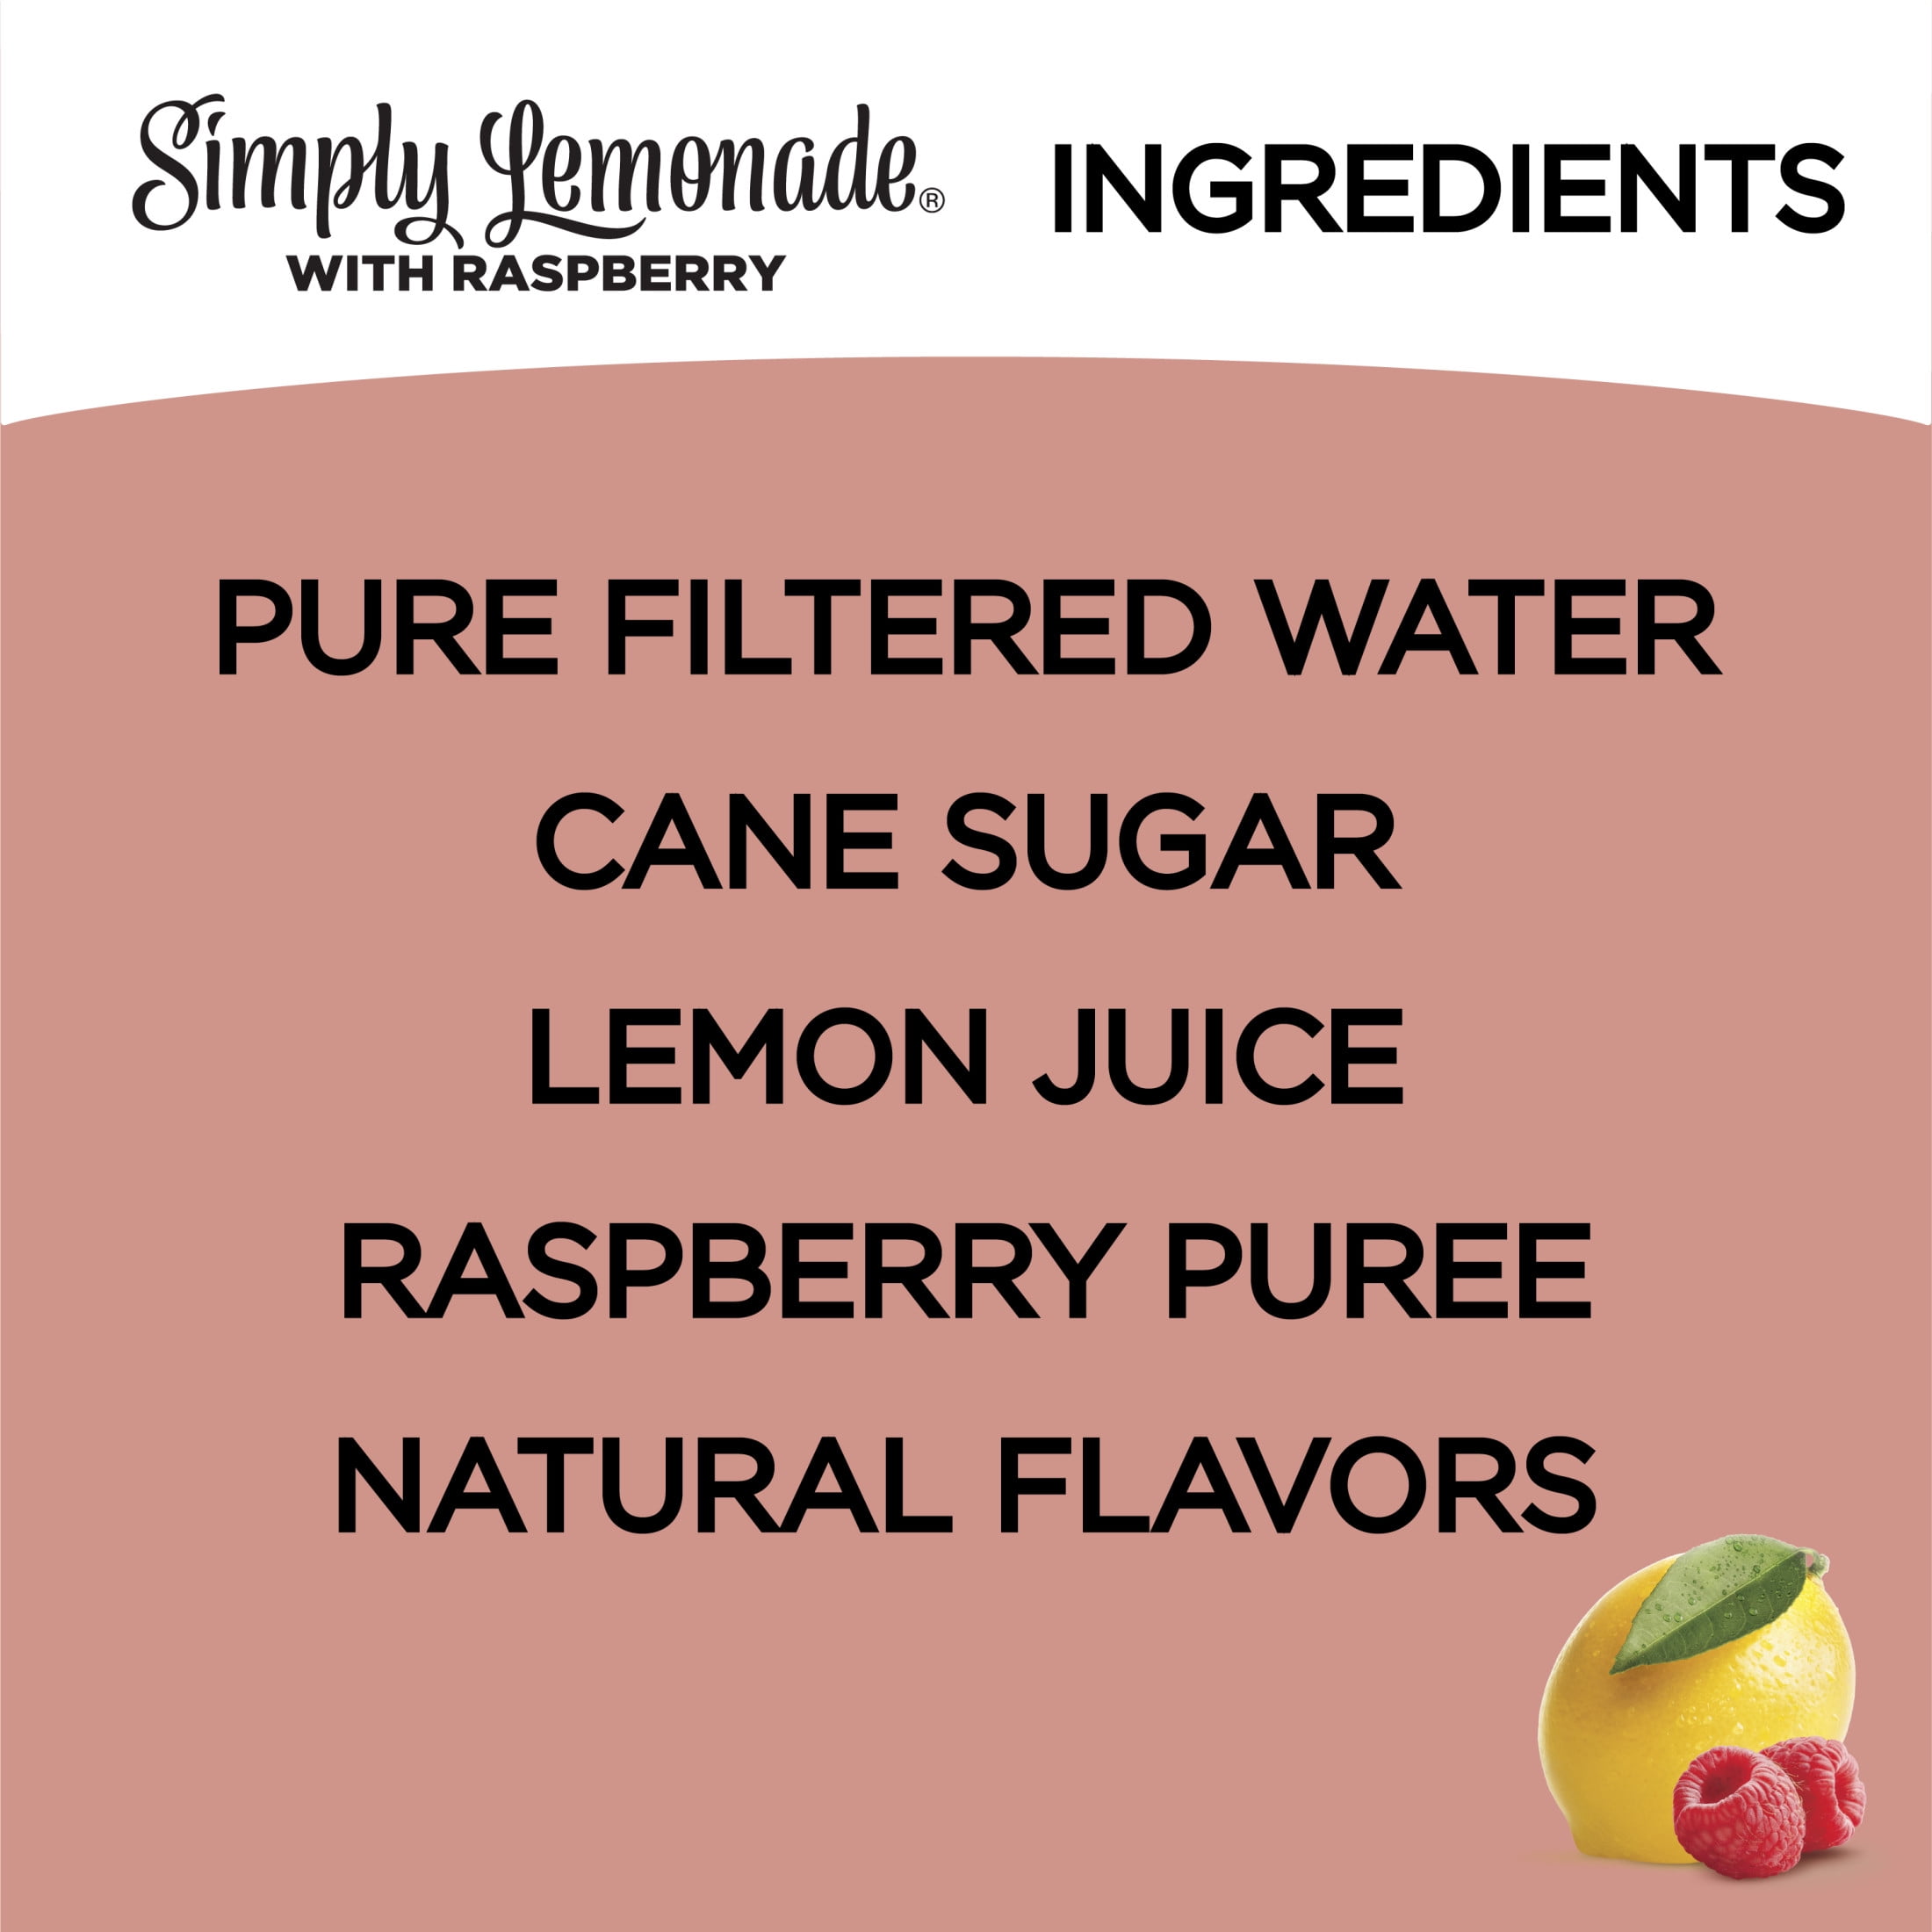 Simply Lemonade®
WITH RASPBERRY
INGREDIENTS
PURE FILTERED WATER
CANE SUGAR
LEMON JUICE
RASPBERRY PUREE
NATURAL FLAVORS